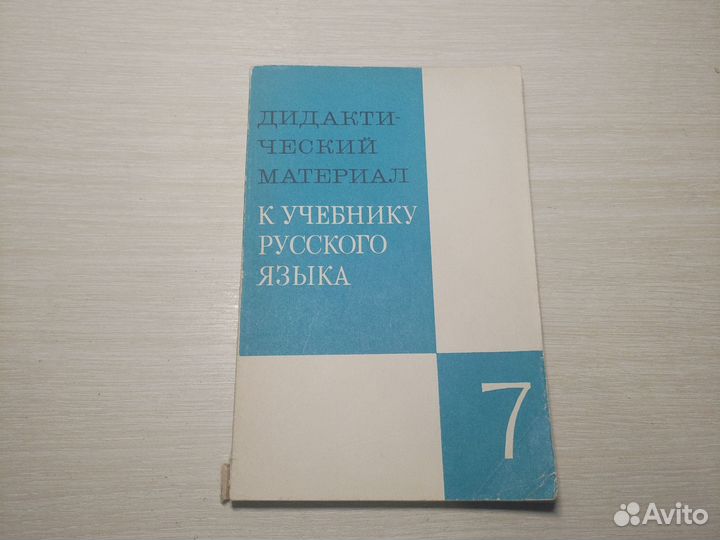 ДИДАКТИ-
ЧЕСКИЙ
МАТЕРИАЛ
К УЧЕБНИКУ
РУССКОГО
ЯЗЫКА
7
Avito